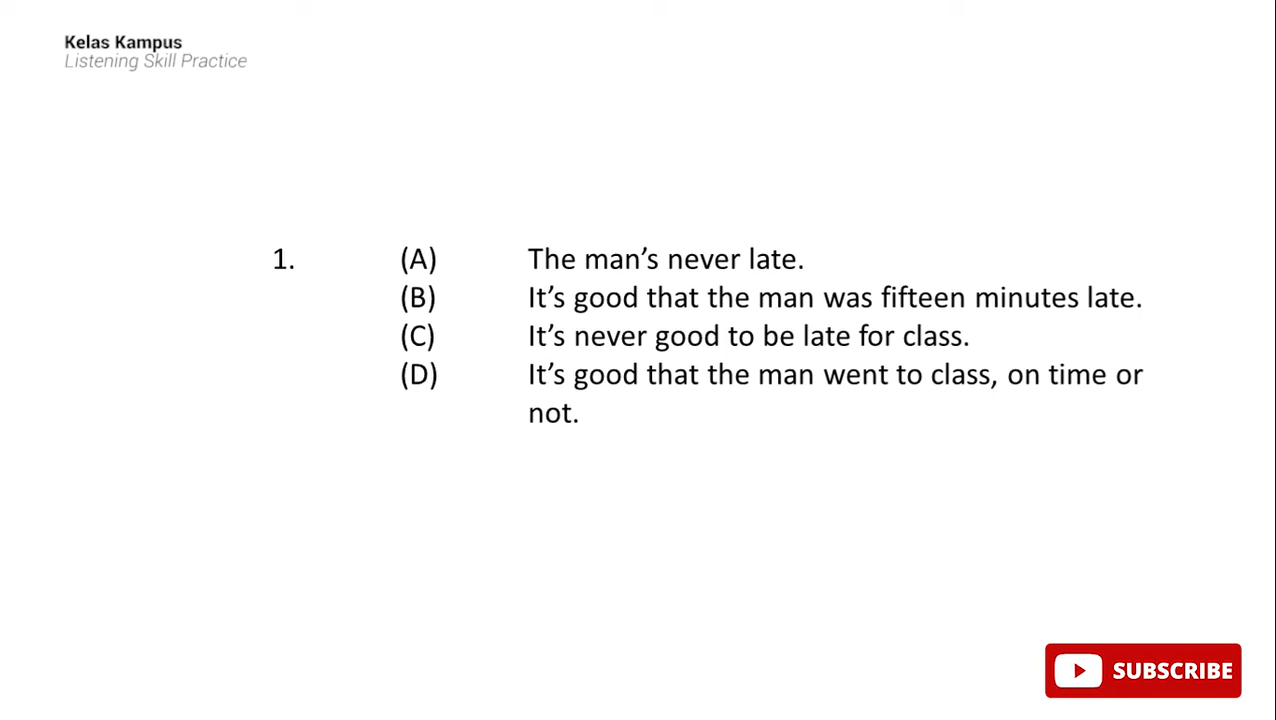 Kelas Kampus
Listening Skill Practice
1. (A) The man’s never late.
(B) It’s good that the man was fifteen minutes late.
(C) It’s never good to be late for class.
(D) It’s good that the man went to class, on time or
not.
SUBSCRIBE